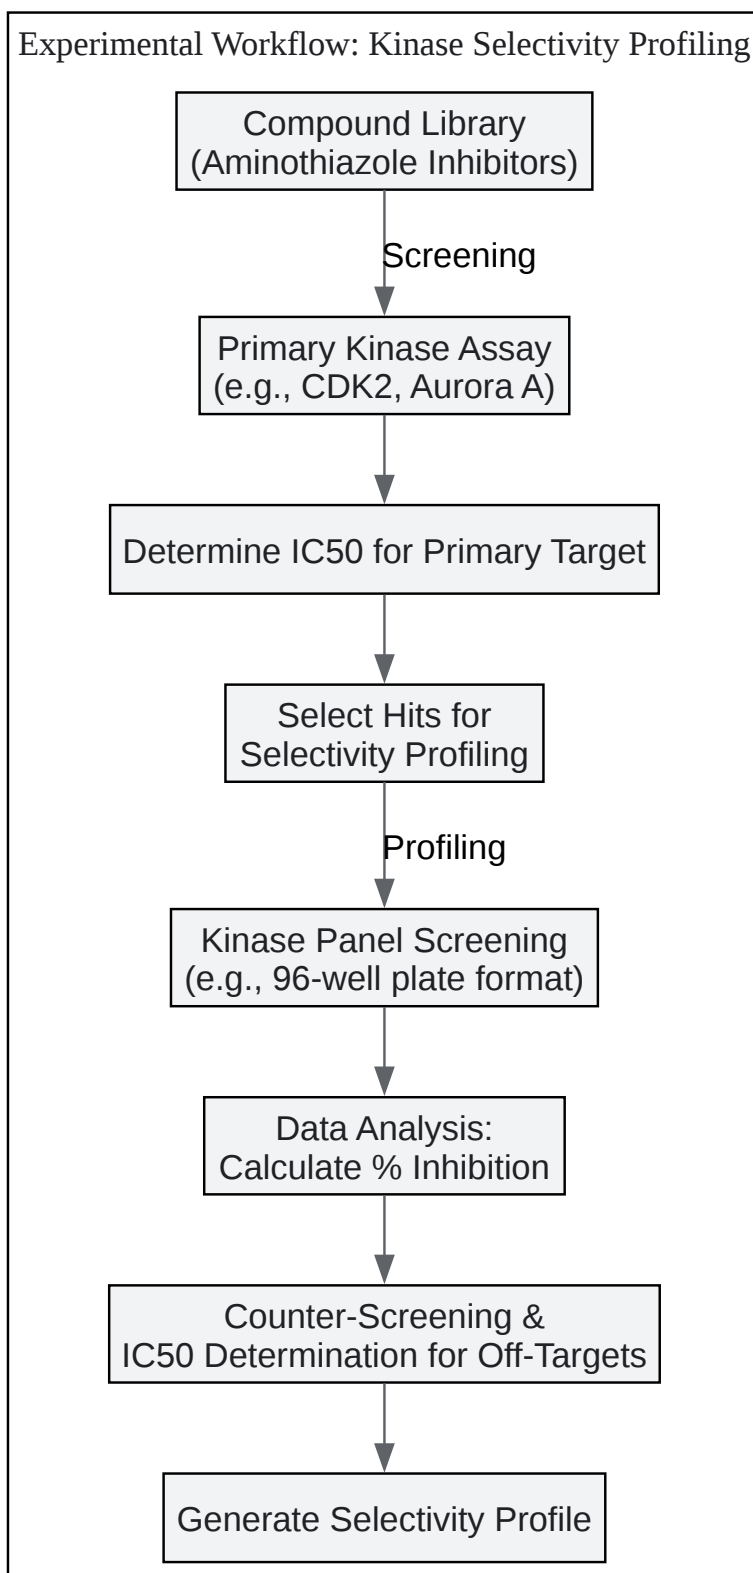 Experimental Workflow: Kinase Selectivity Profiling
Compound Library
(Aminothiazole Inhibitors)
Screening
Primary Kinase Assay
(e.g., CDK2, Aurora A)
Determine IC50 for Primary Target
Select Hits for
Selectivity Profiling
Profiling
Kinase Panel Screening
(e.g., 96-well plate format)
Data Analysis:
Calculate % Inhibition
Counter-Screening &
IC50 Determination for Off-Targets
Generate Selectivity Profile